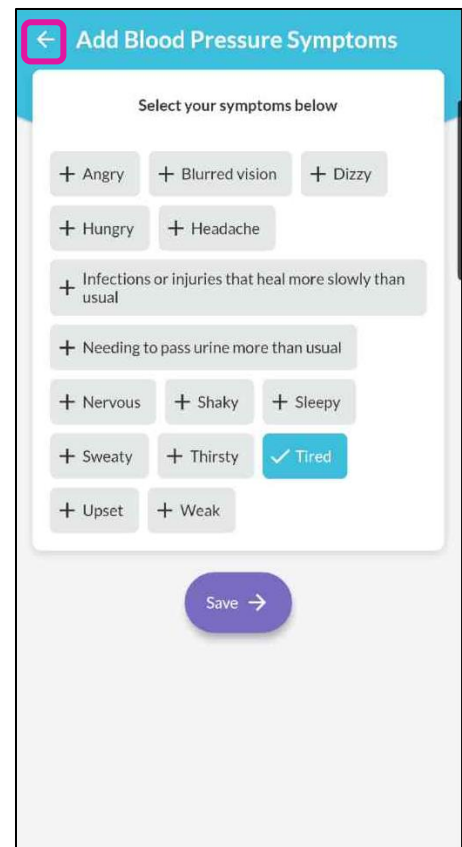 Add Blood Pressure Symptoms
Select your symptoms below
Angry Blurred vision Dizzy
Hungry Headache
Infections or injuries that heal more slowly than
usual
Needing to pass urine more than usual
Nervous Shaky Sleepy
Sweaty Thirsty Tired
Upset Weak
Save